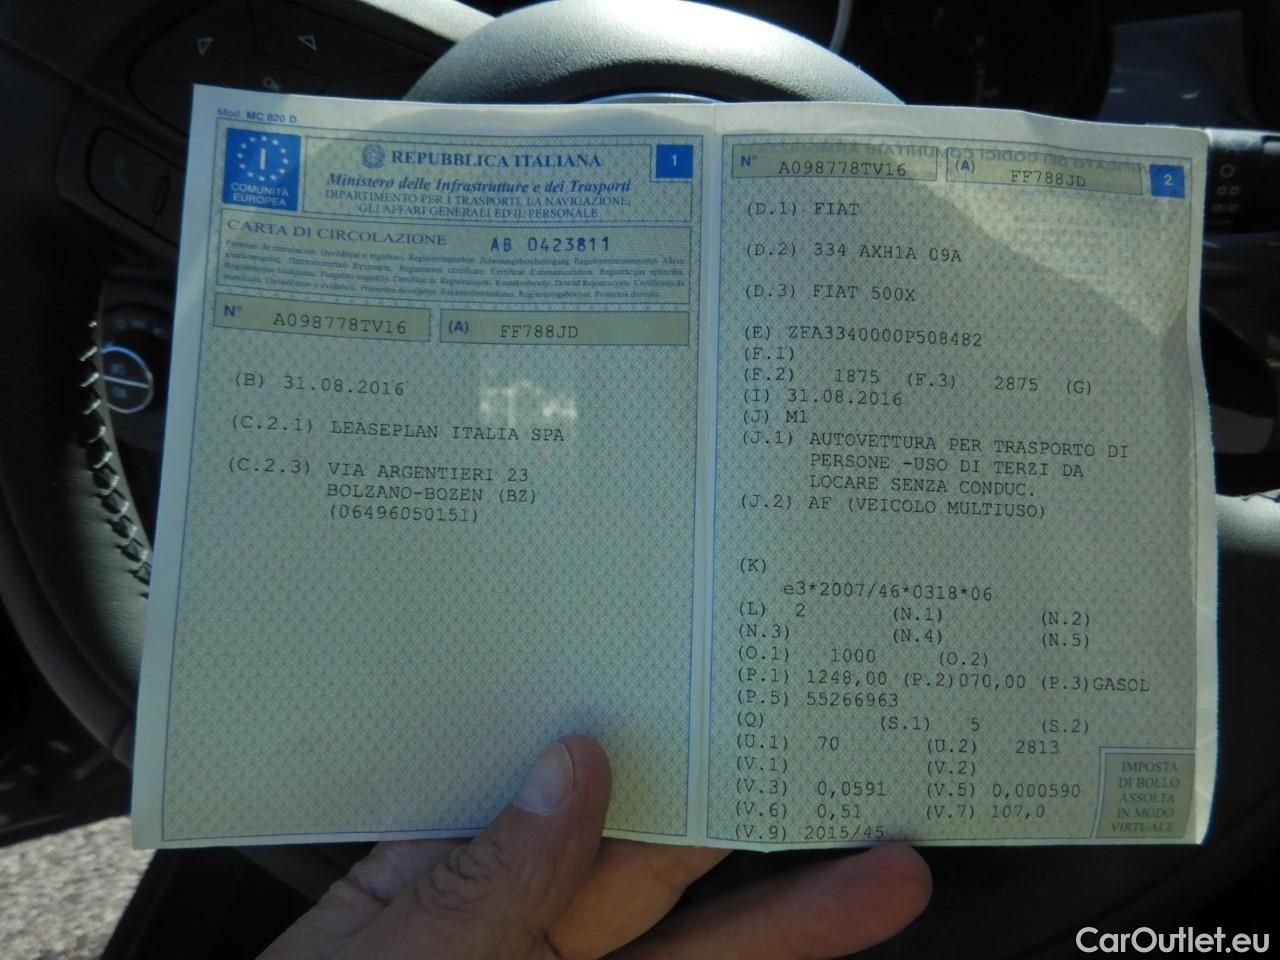 Mod. MC 820 D
I
COMUNITÀ
EUROPEA
REPUBBLICA ITALIANA
Ministero delle Infrastrutture e dei Trasporti
DIPARTIMENTO PER I TRASPORTI, LA NAVIGAZIONE,
GLI AFFARI GENERALI ED IL PERSONALE
1
CARTA DI CIRCOLAZIONE AB 0423811
N° A098778TV16 (A) FF788JD
(B) 31.08.2016
(C.2.1) LEASEPLAN ITALIA SPA
(C.2.3) VIA ARGENTIERI 23
BOLZANO-BOZEN (BZ)
(06496050151)
N° A098778TV16 (A) FF788JD 2
(D.1) FIAT
(D.2) 334 AXH1A 09A
(D.3) FIAT 500X
(E) ZFA3340000P508482
(F.1)
(F.2) 1875 (F.3) 2875 (G)
(I) 31.08.2016
(J) M1
(J.1) AUTOVETTURA PER TRASPORTO DI
PERSONE -USO DI TERZI DA
LOCARE SENZA CONDUC.
(J.2) AF (VEICOLO MULTIUSO)
(K)
e3*2007/46*0318*06
(L) 2 (N.1) (N.2)
(N.3) (N.4) (N.5)
(O.1) 1000 (O.2)
(P.1) 1248,00 (P.2)070,00 (P.3)GASOL
(P.5) 55266963
(Q) (S.1) 5 (S.2)
(U.1) 70 (U.2) 2813
(V.1) (V.2)
(V.3) 0,0591 (V.5) 0,000590
(V.6) 0,51 (V.7) 107,0
(V.9) 2015/45
IMPOSTA
DI BOLLO
ASSOLTA
IN MODO
VIRTUALE
CarOutlet.eu